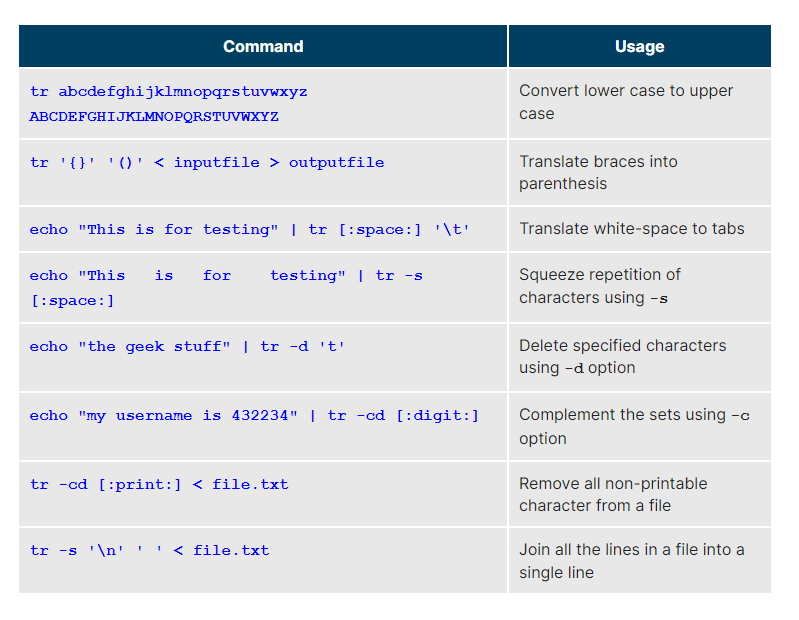 Command Usage
tr abcdefghijklmnopqrstuvwxyz
ABCDEFGHIJKLMNOPQRSTUVWXYZ
Convert lower case to upper
case
tr '{}' '()' < inputfile > outputfile
Translate braces into
parenthesis
echo "This is for testing" | tr [:space:] '\t'
Translate white-space to tabs
echo "This   is   for    testing" | tr -s
[:space:]
Squeeze repetition of
characters using -s
echo "the geek stuff" | tr -d 't'
Delete specified characters
using -d option
echo "my username is 432234" | tr -cd [:digit:]
Complement the sets using -c
option
tr -cd [:print:] < file.txt
Remove all non-printable
character from a file
tr -s '\n' ' ' < file.txt
Join all the lines in a file into a
single line